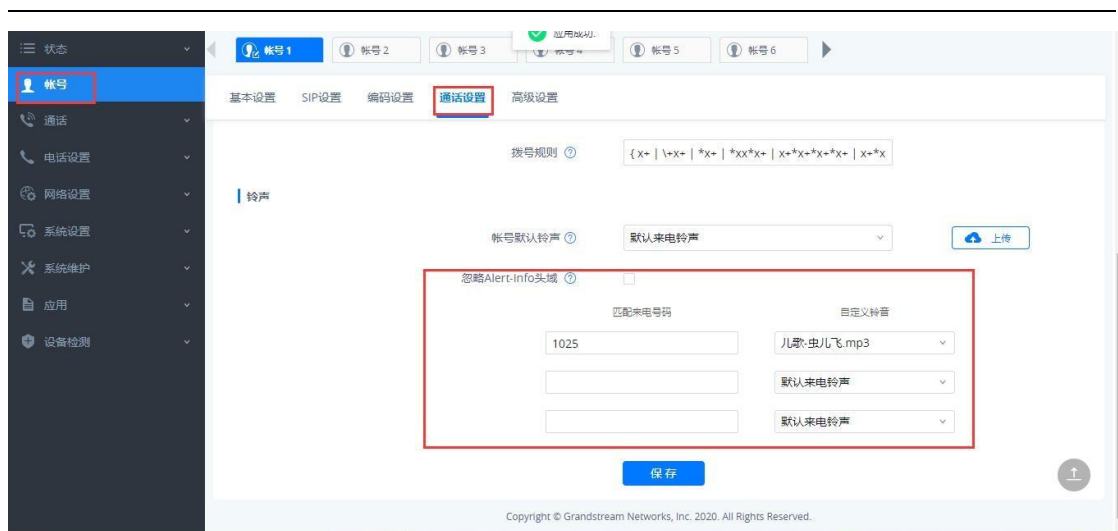 应用成功.
状态
帐号 1
帐号 2
帐号 3
帐号 4
帐号 5
帐号 6
帐号
基本设置
SIP设置
编码设置
通话设置
高级设置
通话
电话设置
网络设置
系统设置
系统维护
应用
设备检测
拨号规则
{ x+ | \+x+ | *x+ | *xx*x+ | x+*x+*x+*x+ | x+*x
铃声
帐号默认铃声
默认来电铃声
上传
忽略Alert-Info头域
匹配来电号码
自定义铃音
1025
儿歌-虫儿飞.mp3
默认来电铃声
默认来电铃声
保存
Copyright © Grandstream Networks, Inc. 2020. All Rights Reserved.